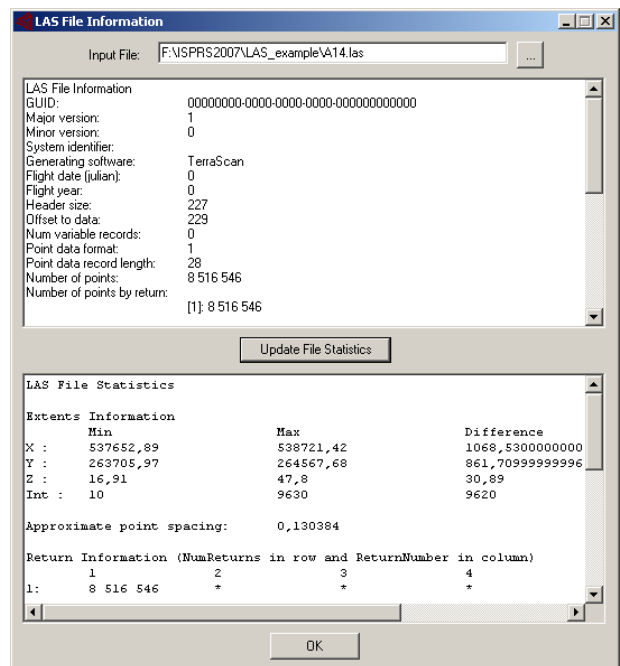 LAS File Information
Input File: F:\ISPRS2007\LAS_example\A14.las ...
LAS File Information
GUID: 00000000-0000-0000-0000-000000000000
Major version: 1
Minor version: 0
System identifier:
Generating software: TerraScan
Flight date (julian): 0
Flight year: 0
Header size: 227
Offset to data: 229
Num variable records: 0
Point data format: 1
Point data record length: 28
Number of points: 8 516 546
Number of points by return:
[1]: 8 516 546
Update File Statistics
LAS File Statistics
Extents Information
Min Max Difference
X : 537652,89 538721,42 1068,5300000000
Y : 263705,97 264567,68 861,70999999996
Z : 16,91 47,8 30,89
Int : 10 9630 9620
Approximate point spacing: 0,130384
Return Information (NumReturns in row and ReturnNumber in column)
1 2 3 4
1: 8 516 546 * * *
OK